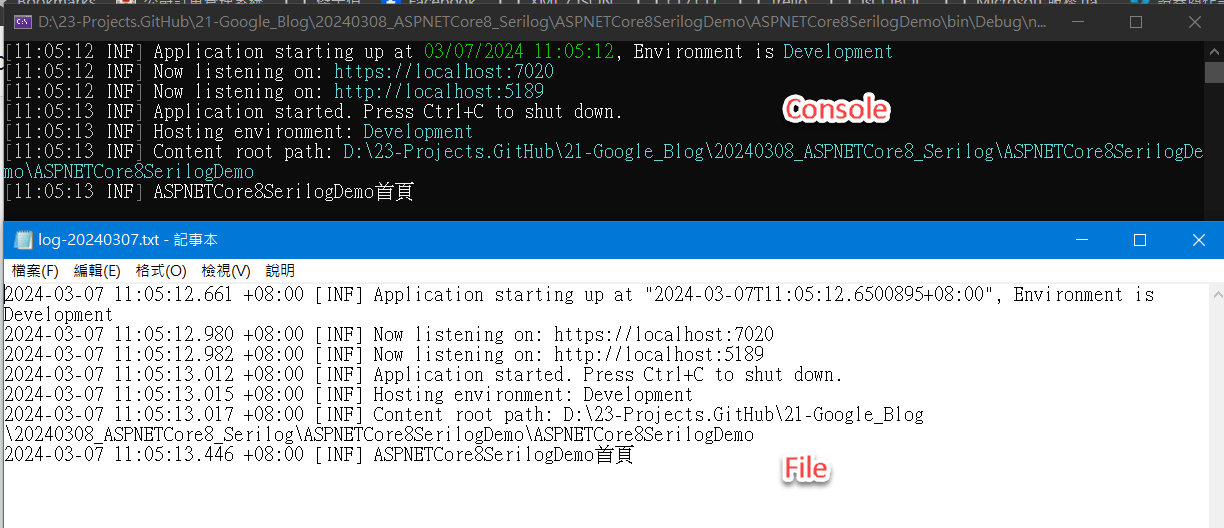 D:\23-Projects.GitHub\21-Google_Blog\20240308_ASPNETCore8_Serilog\ASPNETCore8SerilogDemo\ASPNETCore8SerilogDemo\bin\Debug\n...
[11:05:12 INF] Application starting up at 03/07/2024 11:05:12, Environment is Development
[11:05:12 INF] Now listening on: https://localhost:7020
[11:05:12 INF] Now listening on: http://localhost:5189
[11:05:13 INF] Application started. Press Ctrl+C to shut down.
Console
[11:05:13 INF] Hosting environment: Development
[11:05:13 INF] Content root path: D:\23-Projects.GitHub\21-Google_Blog\20240308_ASPNETCore8_Serilog\ASPNETCore8SerilogDe
mo\ASPNETCore8SerilogDemo
[11:05:13 INF] ASPNETCore8SerilogDemo首頁
log-20240307.txt - 記事本
檔案(F) 編輯(E) 格式(O) 檢視(V) 說明
2024-03-07 11:05:12.661 +08:00 [INF] Application starting up at "2024-03-07T11:05:12.6500895+08:00", Environment is
Development
2024-03-07 11:05:12.980 +08:00 [INF] Now listening on: https://localhost:7020
2024-03-07 11:05:12.982 +08:00 [INF] Now listening on: http://localhost:5189
2024-03-07 11:05:13.012 +08:00 [INF] Application started. Press Ctrl+C to shut down.
2024-03-07 11:05:13.015 +08:00 [INF] Hosting environment: Development
2024-03-07 11:05:13.017 +08:00 [INF] Content root path: D:\23-Projects.GitHub\21-Google_Blog
\20240308_ASPNETCore8_Serilog\ASPNETCore8SerilogDemo\ASPNETCore8SerilogDemo
2024-03-07 11:05:13.446 +08:00 [INF] ASPNETCore8SerilogDemo首頁
File